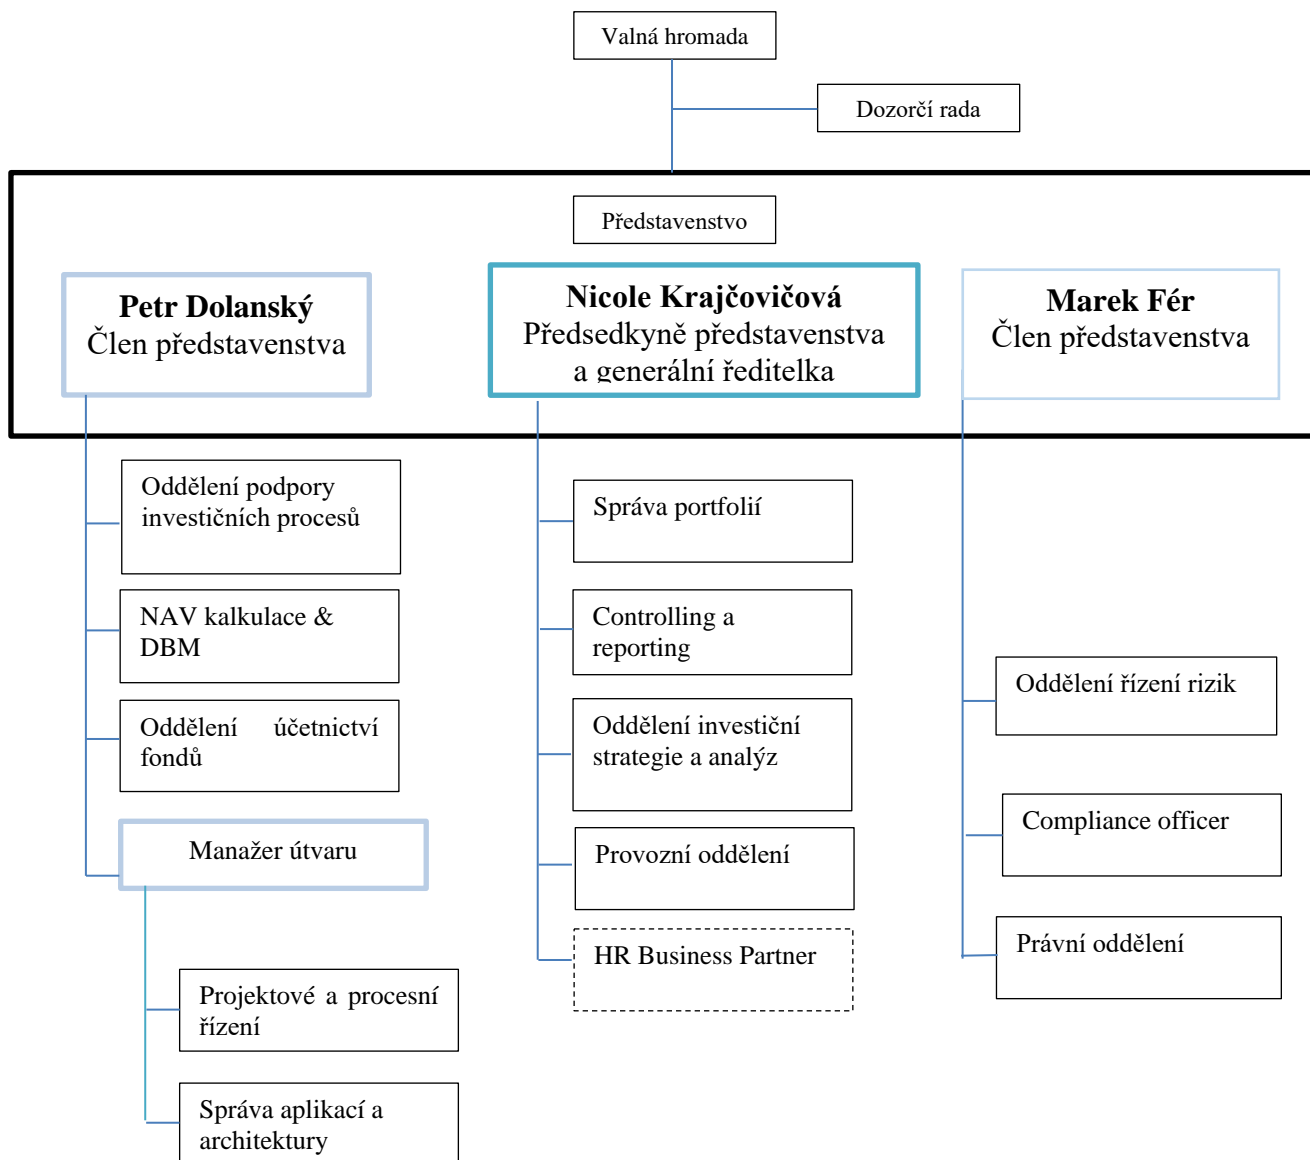 Valná hromada
Dozorčí rada
Představenstvo
Petr Dolanský
Člen představenstva
Nicole Krajčovičová
Předsedkyně představenstva
a generální ředitelka
Marek Fér
Člen představenstva
Oddělení podpory
investičních procesů
NAV kalkulace &
DBM
Oddělení účetnictví
fondů
Manažer útvaru
Projektové a procesní
řízení
Správa aplikací a
architektury
Správa portfolií
Controlling a
reporting
Oddělení investiční
strategie a analýz
Provozní oddělení
HR Business Partner
Oddělení řízení rizik
Compliance officer
Právní oddělení